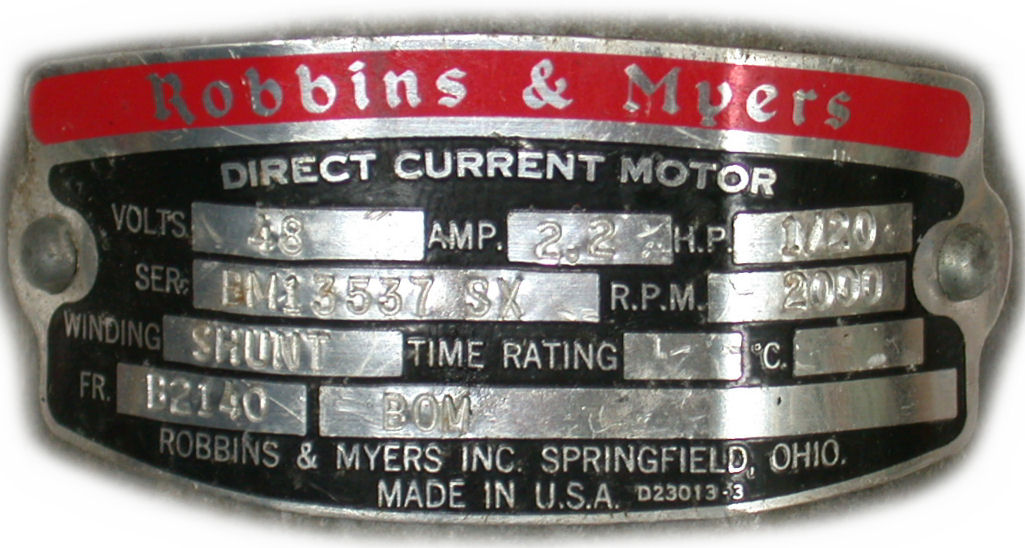 Robbins & Myers
DIRECT CURRENT MOTOR
VOLTS. 48 AMP. 2.2 H.P. 1/20
SER. BM13537 SX R.P.M. 2000
WINDING SHUNT TIME RATING °C.
FR. B2140 BOM
ROBBINS & MYERS INC. SPRINGFIELD, OHIO.
MADE IN U.S.A. D23013-3